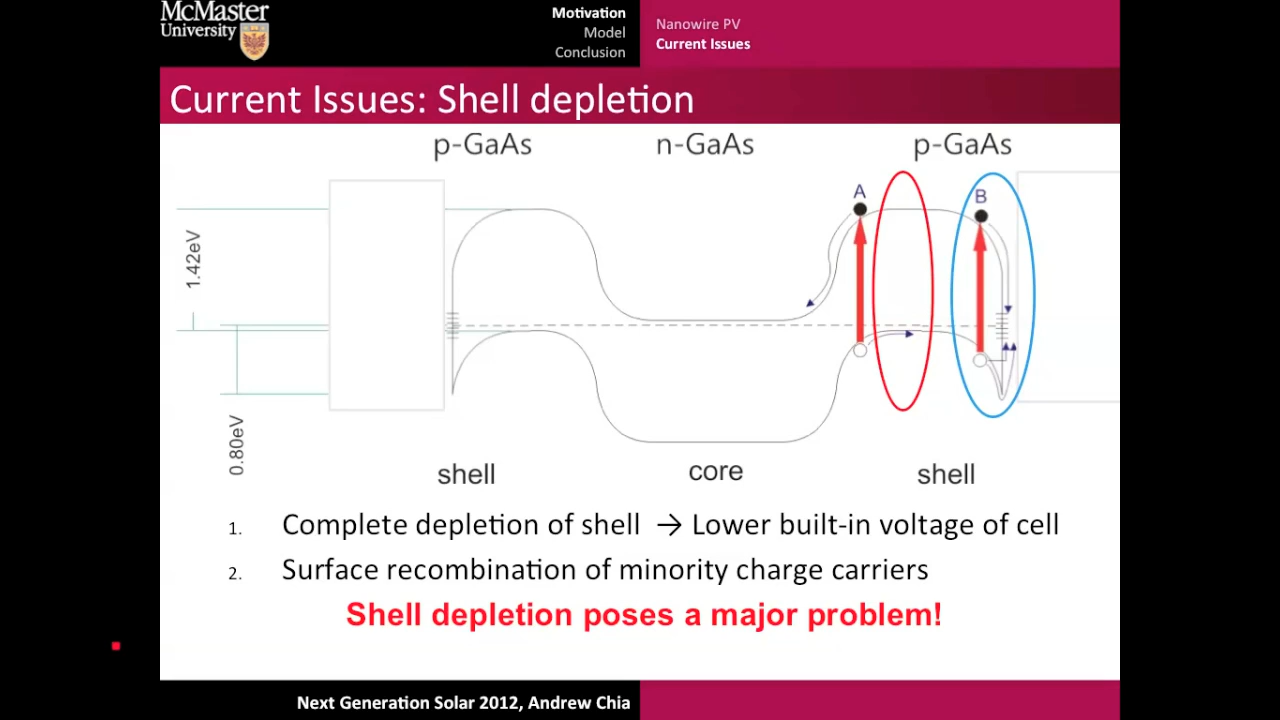 McMaster
University
Motivation
Model
Conclusion
Nanowire PV
Current Issues
Current Issues: Shell depletion
p-GaAs n-GaAs p-GaAs
A
B
1.42eV
0.80eV
shell core shell
1. Complete depletion of shell → Lower built-in voltage of cell
2. Surface recombination of minority charge carriers
Shell depletion poses a major problem!
Next Generation Solar 2012, Andrew Chia